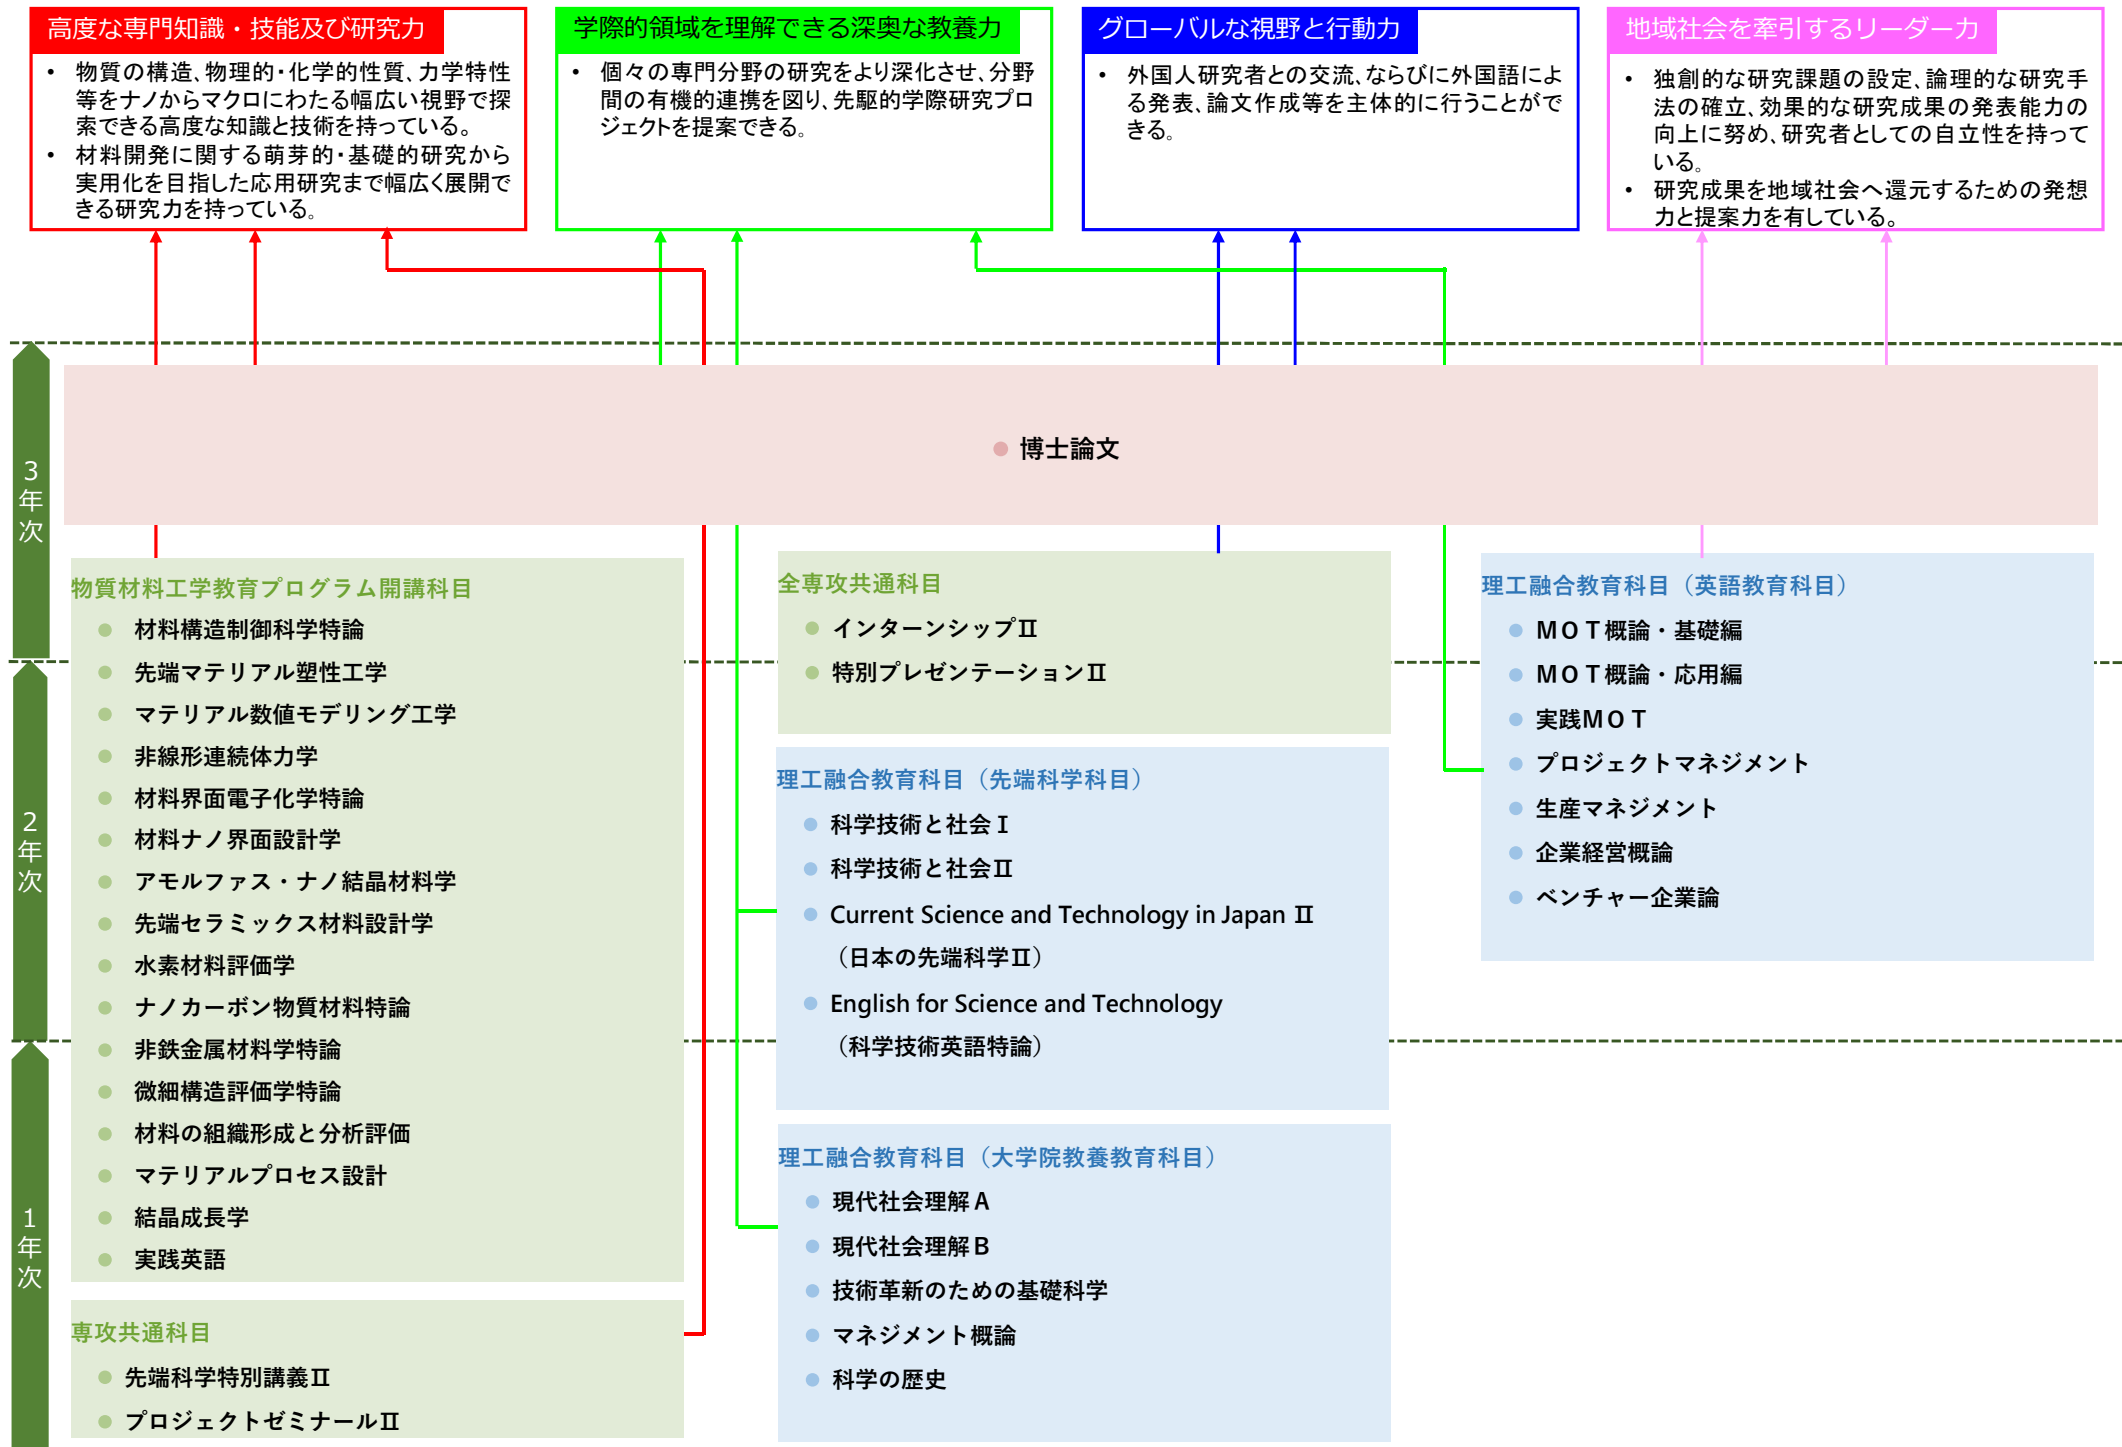 高度な専門知識・技能及び研究力
• 物質の構造、物理的・化学的性質、力学特性
等をナノからマクロにわたる幅広い視野で探
索できる高度な知識と技術を持っている。
• 材料開発に関する萌芽的・基礎的研究から
実用化を目指した応用研究まで幅広く展開で
きる研究力を持っている。
学際的領域を理解できる深奥な教養力
• 個々の専門分野の研究をより深化させ、分野
間の有機的連携を図り、先駆的学際研究プロ
ジェクトを提案できる。
グローバルな視野と行動力
• 外国人研究者との交流、ならびに外国語によ
る発表、論文作成等を主体的に行うことがで
きる。
地域社会を牽引するリーダー力
• 独創的な研究課題の設定、論理的な研究手
法の確立、効果的な研究成果の発表能力の
向上に努め、研究者としての自立性を持って
いる。
• 研究成果を地域社会へ還元するための発想
力と提案力を有している。
3年次
● 博士論文
物質材料工学教育プログラム開講科目
● 材料構造制御科学特論
● 先端マテリアル塑性工学
● マテリアル数値モデリング工学
● 非線形連続体力学
● 材料界面電子化学特論
● 材料ナノ界面設計学
● アモルファス・ナノ結晶材料学
● 先端セラミックス材料設計学
● 水素材料評価学
● ナノカーボン物質材料特論
● 非鉄金属材料学特論
● 微細構造評価学特論
● 材料の組織形成と分析評価
● マテリアルプロセス設計
● 結晶成長学
● 実践英語
専攻共通科目
● 先端科学特別講義Ⅱ
● プロジェクトゼミナールⅡ
全専攻共通科目
● インターンシップⅡ
● 特別プレゼンテーションⅡ
理工融合教育科目（先端科学科目）
● 科学技術と社会Ⅰ
● 科学技術と社会Ⅱ
● Current Science and Technology in Japan Ⅱ
（日本の先端科学Ⅱ）
● English for Science and Technology
（科学技術英語特論）
理工融合教育科目（大学院教養教育科目）
● 現代社会理解Ａ
● 現代社会理解Ｂ
● 技術革新のための基礎科学
● マネジメント概論
● 科学の歴史
理工融合教育科目（英語教育科目）
● ＭＯＴ概論・基礎編
● ＭＯＴ概論・応用編
● 実践ＭＯＴ
● プロジェクトマネジメント
● 生産マネジメント
● 企業経営概論
● ベンチャー企業論
2年次
1年次